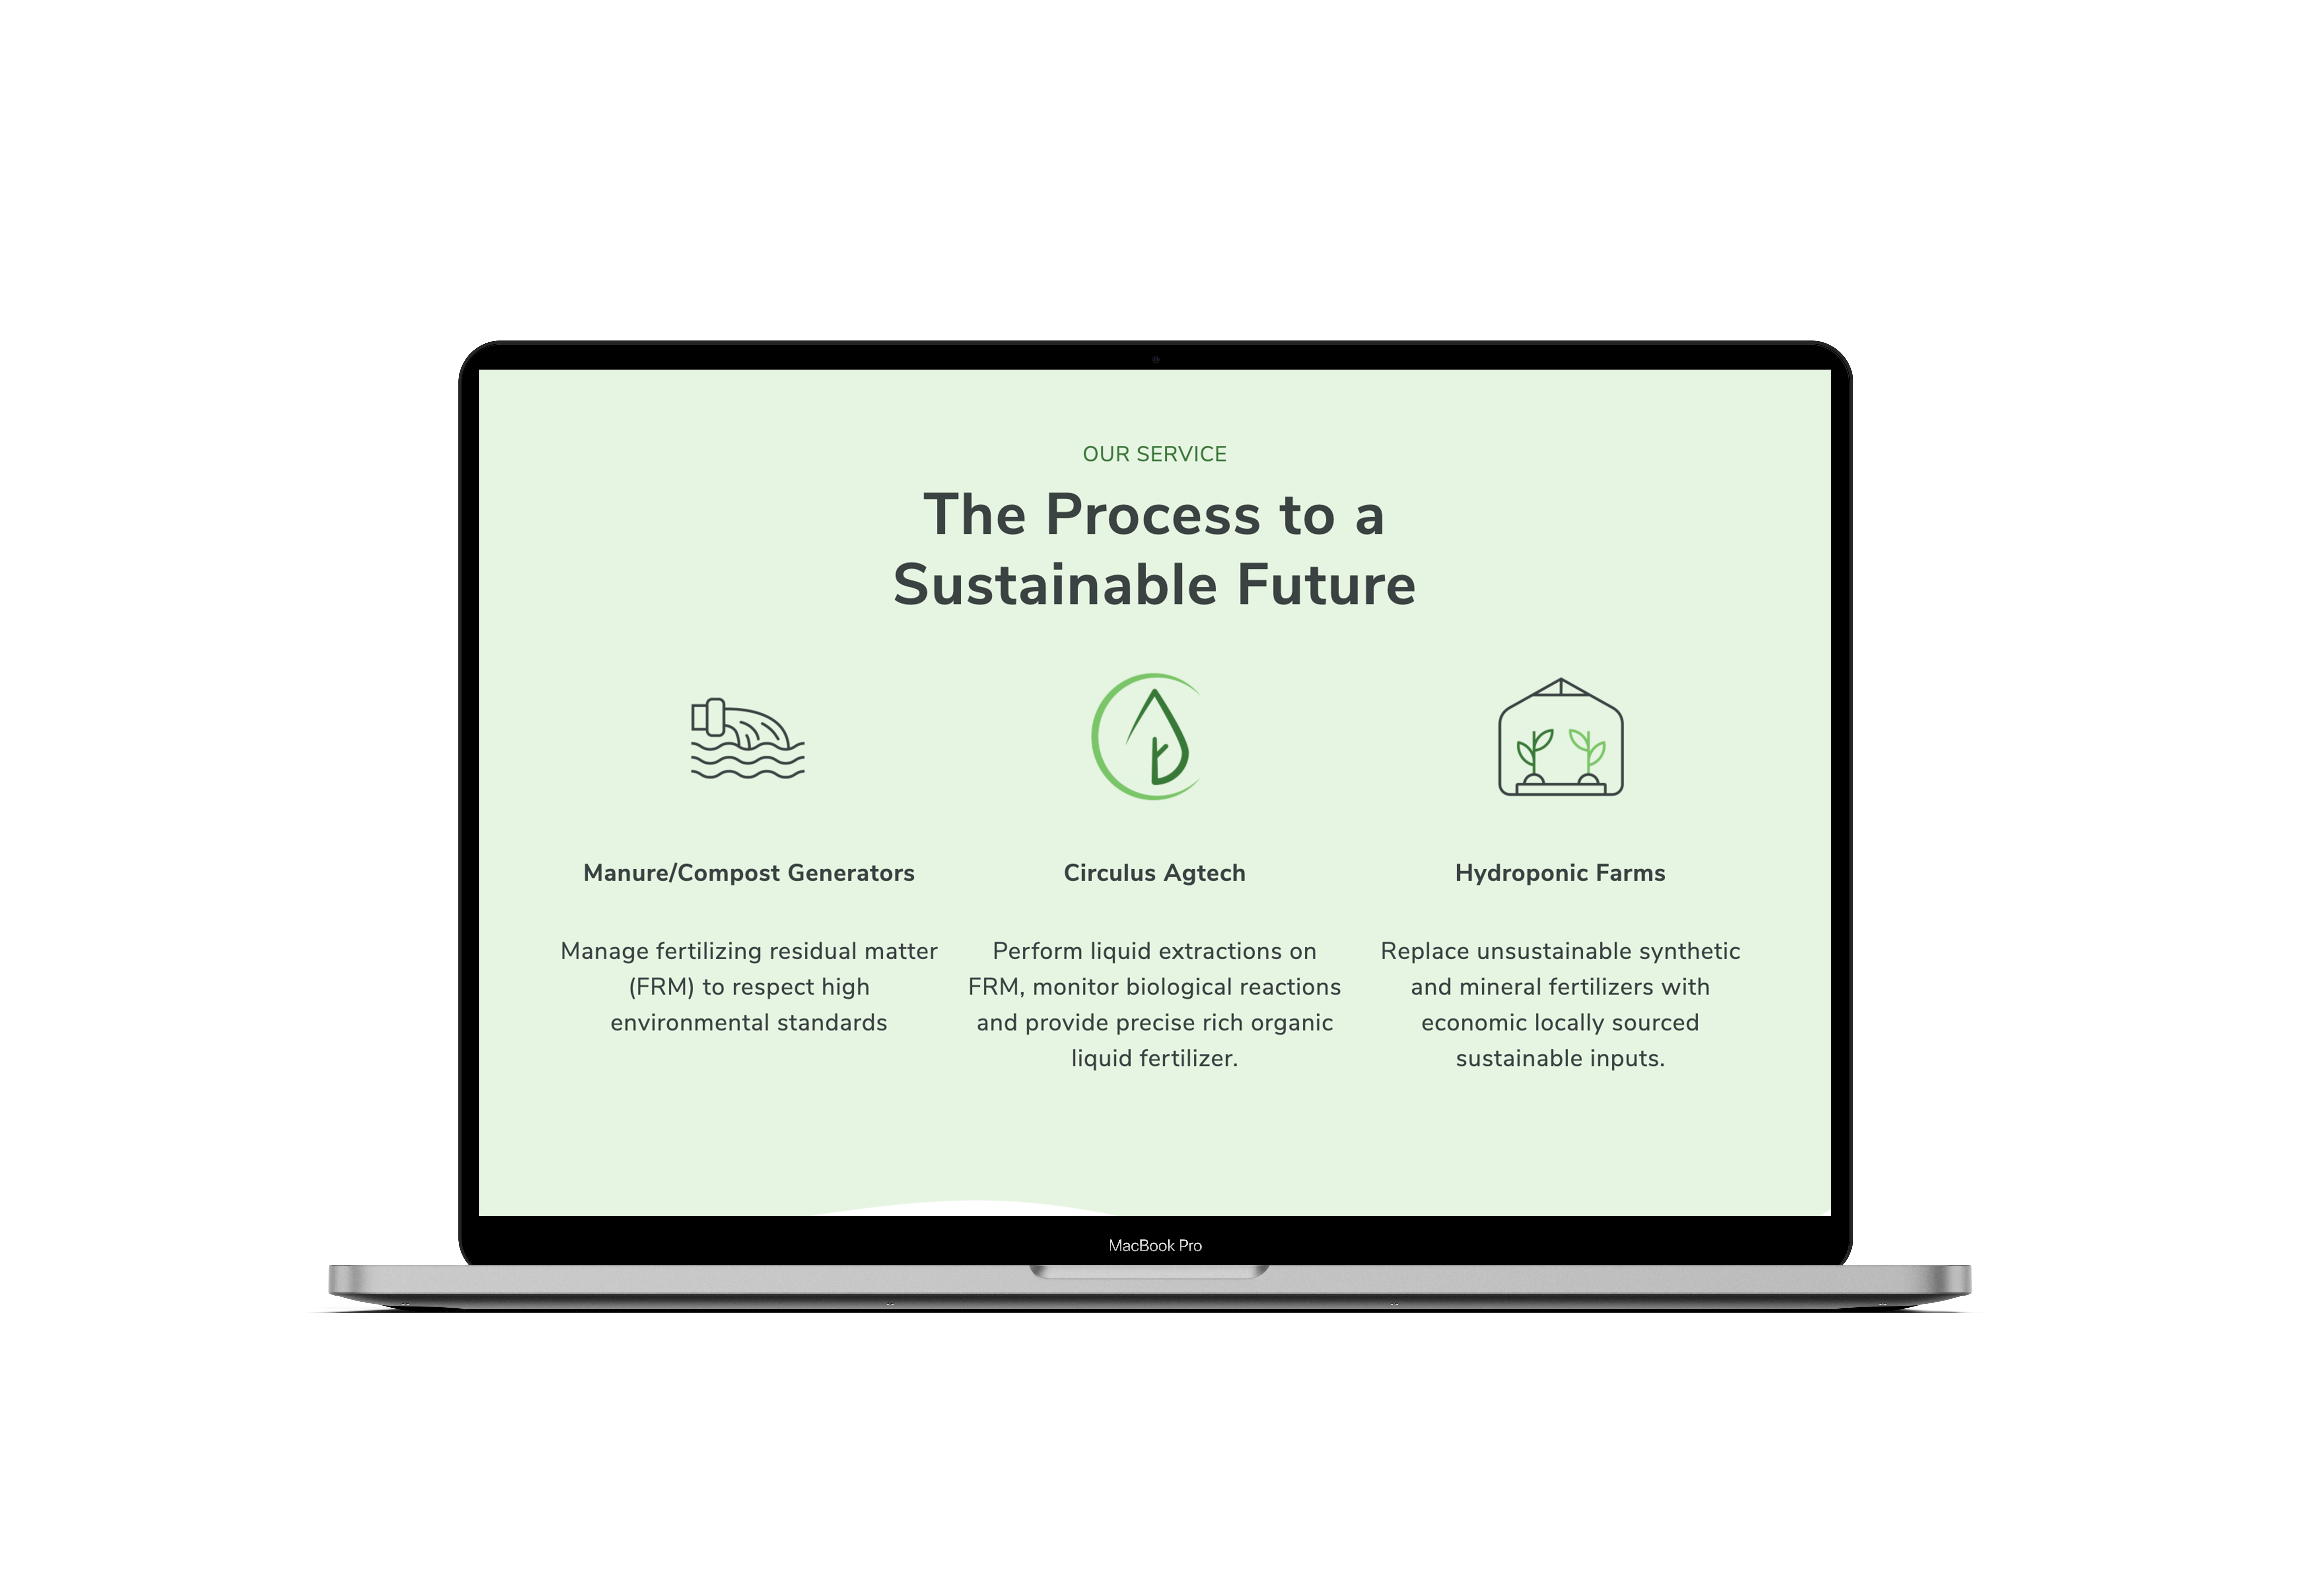 OUR SERVICE
The Process to a
Sustainable Future
Manure/Compost Generators
Manage fertilizing residual matter
(FRM) to respect high
environmental standards
Circulus Agtech
Perform liquid extractions on
FRM, monitor biological reactions
and provide precise rich organic
liquid fertilizer.
Hydroponic Farms
Replace unsustainable synthetic
and mineral fertilizers with
economic locally sourced
sustainable inputs.
MacBook Pro